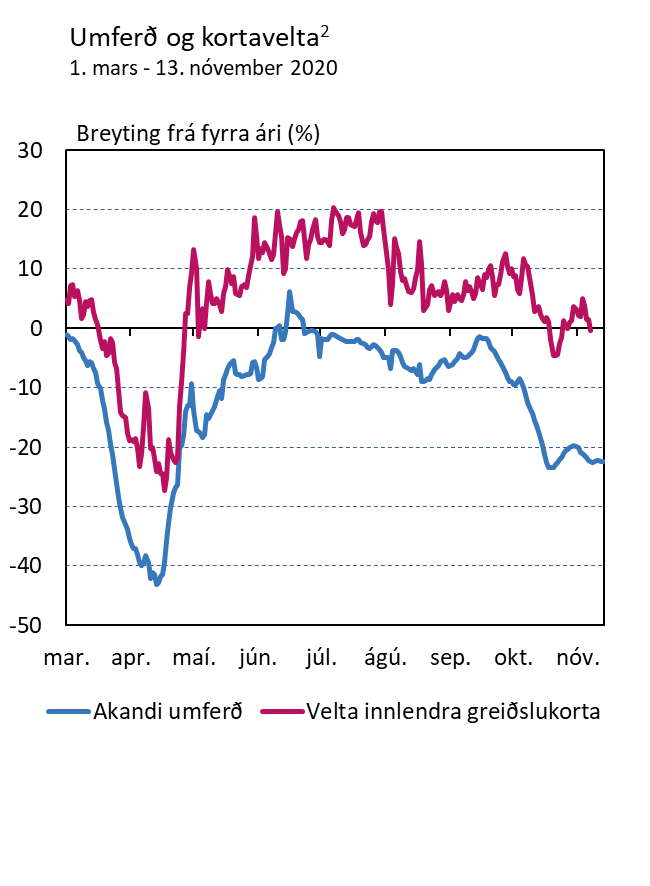 Umferð og kortavelta²
1. mars - 13. nóvember 2020
Breyting frá fyrra ári (%)
30
20
10
0
-10
-20
-30
-40
-50
mar. apr. maí. jún. júl. ágú. sep. okt. nóv.
Akandi umferð Velta innlendra greiðslukorta